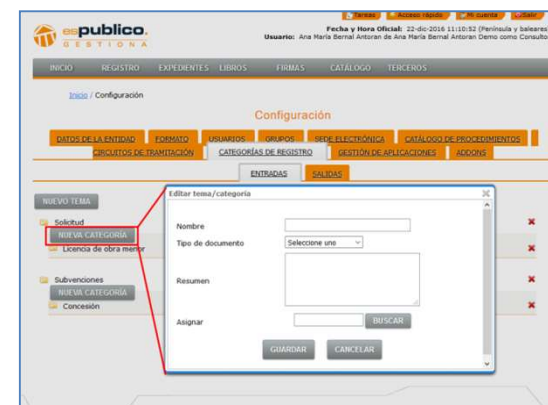 Tareas Acceso rápido Mi cuenta Salir
espublico.
GESTIONA
Fecha y Hora Oficial: 22-dic-2016 11:10:52 (Península y baleares)
Usuario: Ana María Bernal Antoran de Ana María Bernal Antoran Demo como Consulto
INICIO REGISTRO EXPEDIENTES LIBROS FIRMAS CATÁLOGO TERCEROS
Inicio / Configuración
Configuración
DATOS DE LA ENTIDAD FORMATO USUARIOS GRUPOS SEDE ELECTRÓNICA CATÁLOGO DE PROCEDIMIENTOS
CIRCUITOS DE TRAMITACIÓN CATEGORÍAS DE REGISTRO GESTIÓN DE APLICACIONES ADDONS
ENTRADAS SALIDAS
NUEVO TEMA
Solicitud
NUEVA CATEGORÍA
Licencia de obra menor
Subvenciones
NUEVA CATEGORÍA
Concesión
Editar tema/categoría
Nombre
Tipo de documento Seleccione uno
Resumen
Asignar BUSCAR
GUARDAR CANCELAR